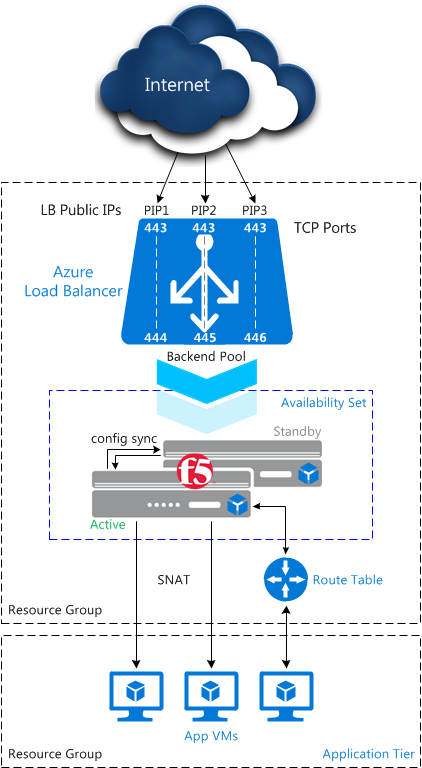 Internet
LB Public IPs
PIP1 PIP2 PIP3
443 443 443
TCP Ports
Azure
Load Balancer
444 445 446
Backend Pool
Availability Set
Standby
config sync
f5
Active
SNAT
Route Table
Resource Group
App VMs
Resource Group
Application Tier